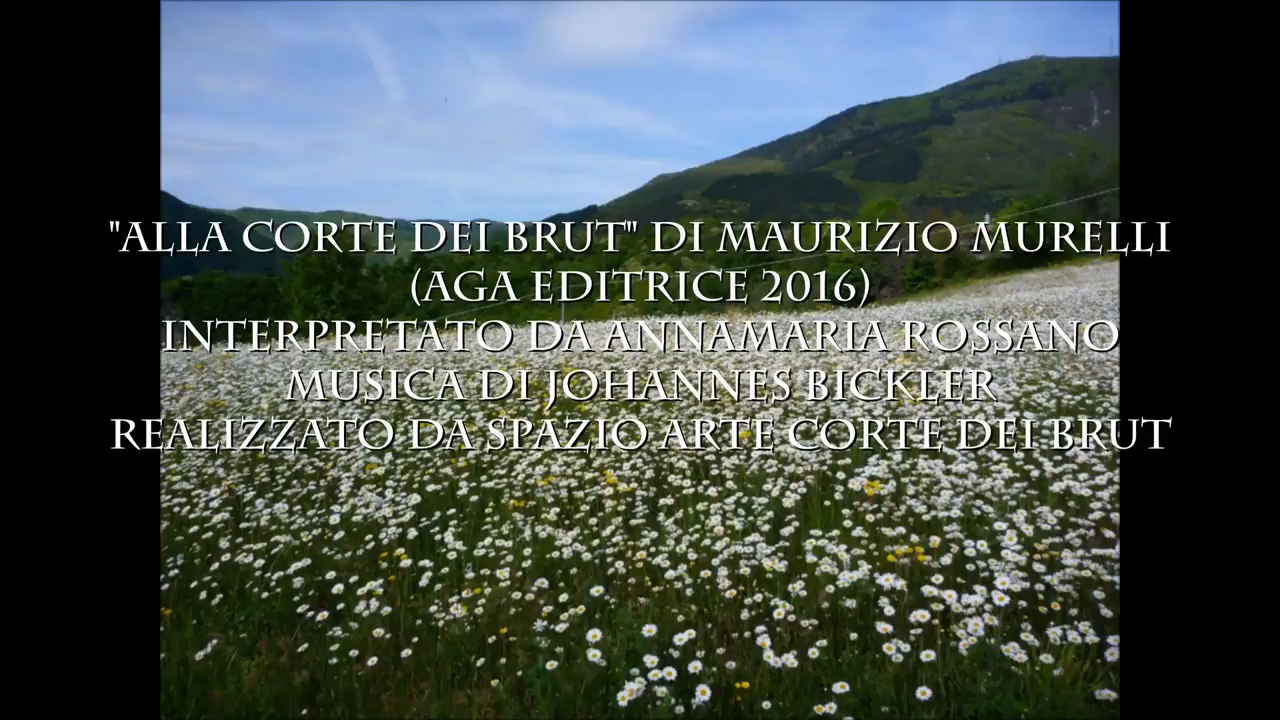 "ALLA CORTE DEI BRUT" DI MAURIZIO MURELLI
(AGA EDITRICE 2016)
INTERPRETATO DA ANNAMARIA ROSSANO
MUSICA DI JOHANNES BICKLER
REALIZZATO DA SPAZIO ARTE CORTE DEI BRUT